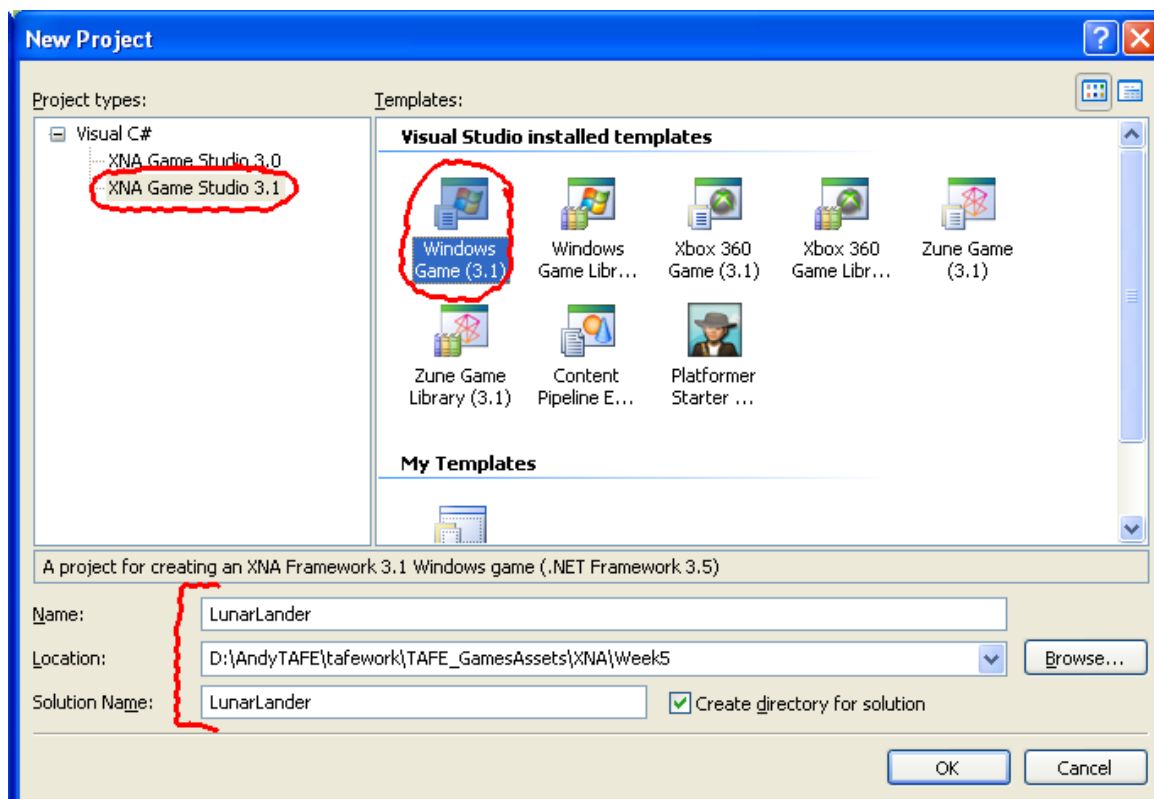 New Project
Project types:
Templates:
Visual C#
XNA Game Studio 3.0
XNA Game Studio 3.1
Visual Studio installed templates
Windows Game (3.1)
Windows Game Libr...
Xbox 360 Game (3.1)
Xbox 360 Game Libr...
Zune Game (3.1)
Zune Game Library (3.1)
Content Pipeline E...
Platformer Starter ...
My Templates
A project for creating an XNA Framework 3.1 Windows game (.NET Framework 3.5)
Name:
LunarLander
Location:
D:\AndyTAFE\tafework\TAFE_GamesAssets\XNA\Week5
Browse...
Solution Name:
LunarLander
Create directory for solution
OK
Cancel